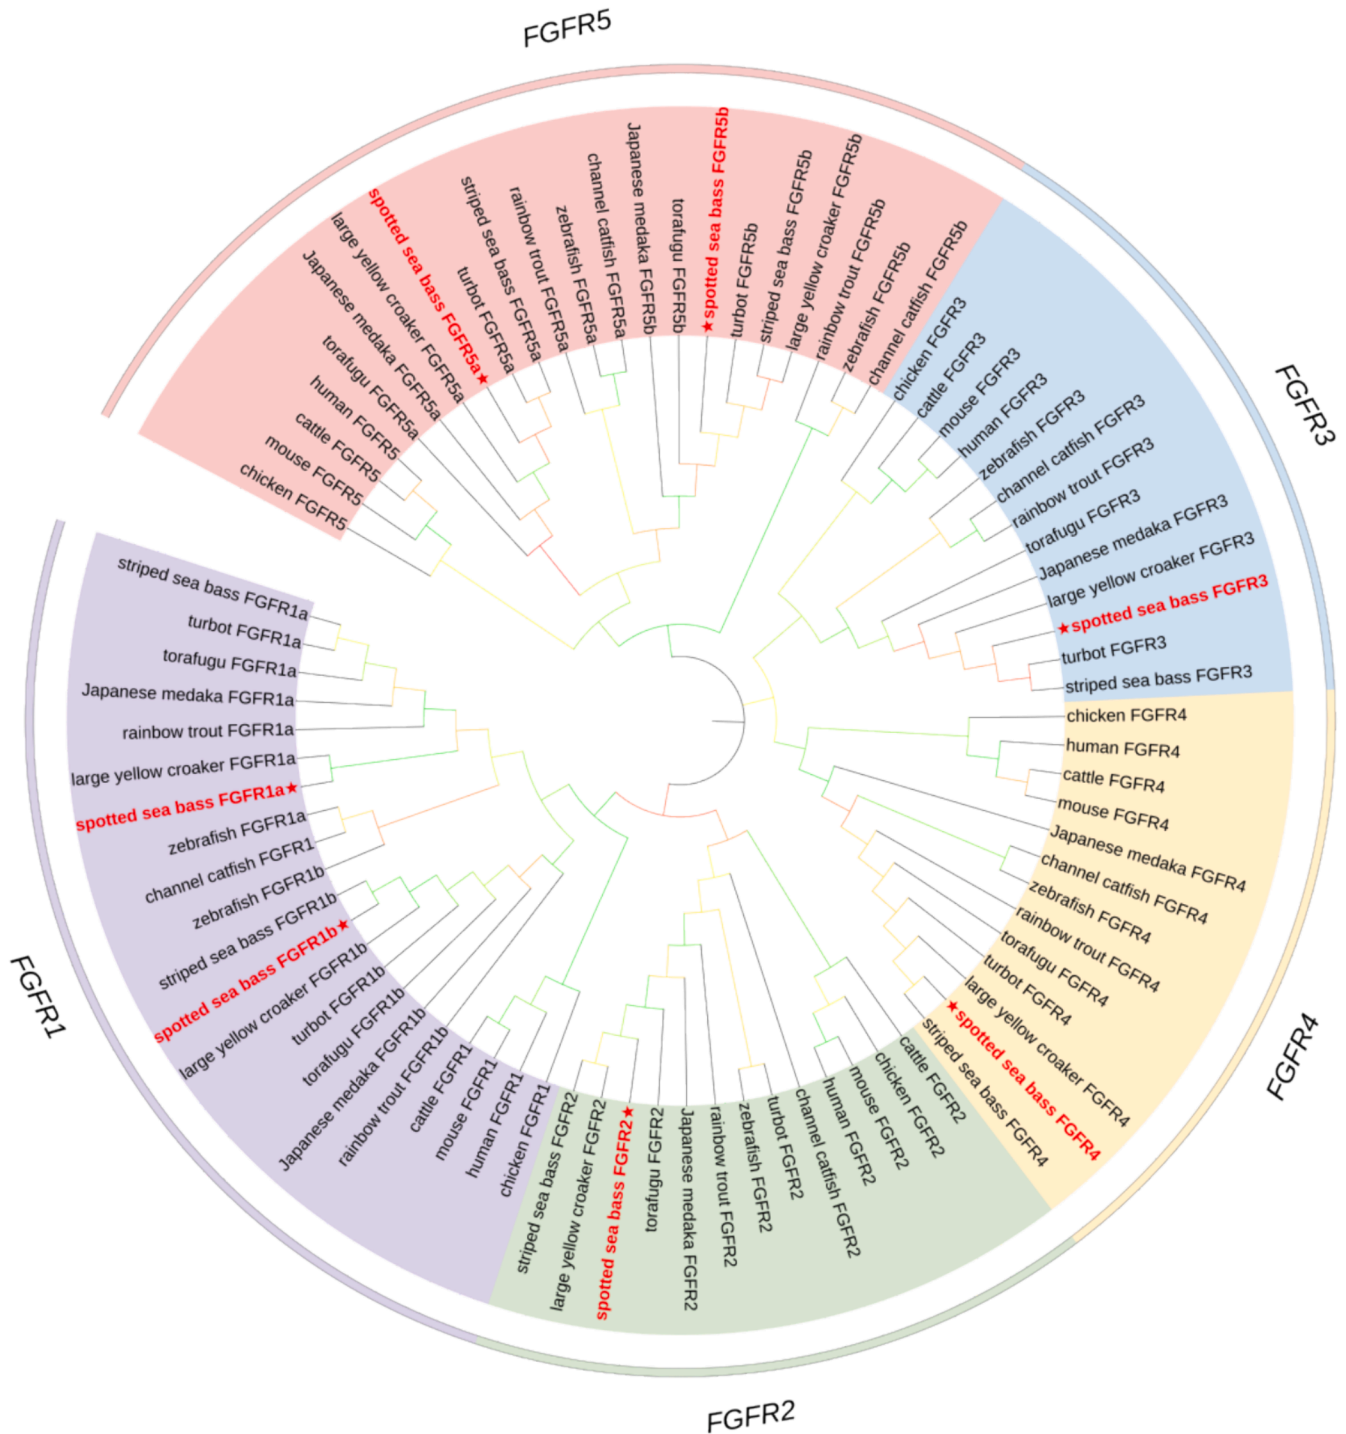 FGFR5
chicken FGFR5
mouse FGFR5
cattle FGFR5
human FGFR5
torafugu FGFR5a
Japanese medaka FGFR5a
large yellow croaker FGFR5a
spotted sea bass FGFR5a★
turbot FGFR5a
striped sea bass FGFR5a
rainbow trout FGFR5a
zebrafish FGFR5a
channel catfish FGFR5a
Japanese medaka FGFR5b
torafugu FGFR5b
★spotted sea bass FGFR5b
turbot FGFR5b
striped sea bass FGFR5b
large yellow croaker FGFR5b
rainbow trout FGFR5b
zebrafish FGFR5b
channel catfish FGFR5b
FGFR3
chicken FGFR3
cattle FGFR3
mouse FGFR3
human FGFR3
zebrafish FGFR3
channel catfish FGFR3
rainbow trout FGFR3
torafugu FGFR3
Japanese medaka FGFR3
large yellow croaker FGFR3
★spotted sea bass FGFR3
turbot FGFR3
striped sea bass FGFR3
FGFR4
chicken FGFR4
human FGFR4
cattle FGFR4
mouse FGFR4
Japanese medaka FGFR4
channel catfish FGFR4
zebrafish FGFR4
rainbow trout FGFR4
torafugu FGFR4
turbot FGFR4
large yellow croaker FGFR4
★spotted sea bass FGFR4
striped sea bass FGFR4
FGFR2
cattle FGFR2
chicken FGFR2
mouse FGFR2
human FGFR2
channel catfish FGFR2
turbot FGFR2
zebrafish FGFR2
rainbow trout FGFR2
Japanese medaka FGFR2
torafugu FGFR2
spotted sea bass FGFR2★
large yellow croaker FGFR2
striped sea bass FGFR2
FGFR1
chicken FGFR1
human FGFR1
mouse FGFR1
cattle FGFR1
rainbow trout FGFR1b
Japanese medaka FGFR1b
torafugu FGFR1b
turbot FGFR1b
large yellow croaker FGFR1b
spotted sea bass FGFR1b★
striped sea bass FGFR1b
zebrafish FGFR1b
channel catfish FGFR1
zebrafish FGFR1a
spotted sea bass FGFR1a★
large yellow croaker FGFR1a
rainbow trout FGFR1a
Japanese medaka FGFR1a
torafugu FGFR1a
turbot FGFR1a
striped sea bass FGFR1a